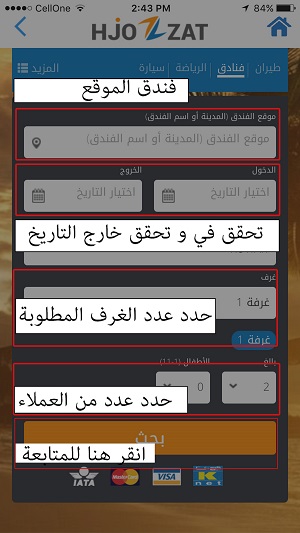 CellOne 2:43 PM 84%
HJOZZAT
طيران فنادق الرياضة سيارة المزيد
فندق الموقع
موقع الفندق (المدينة أو اسم الفندق)
موقع الفندق (المدينة أو اسم الفندق)
الدخول الخروج
اختيار التاريخ اختيار التاريخ
تحقق في و تحقق خارج التاريخ
غرف
غرفة 1
حدد عدد الغرف المطلوبة
غرفة 1
بالغ الأطفال (1-11)
2 0
حدد عدد من العملاء
بحث
انقر هنا للمتابعة
IATA MasterCard VISA K net